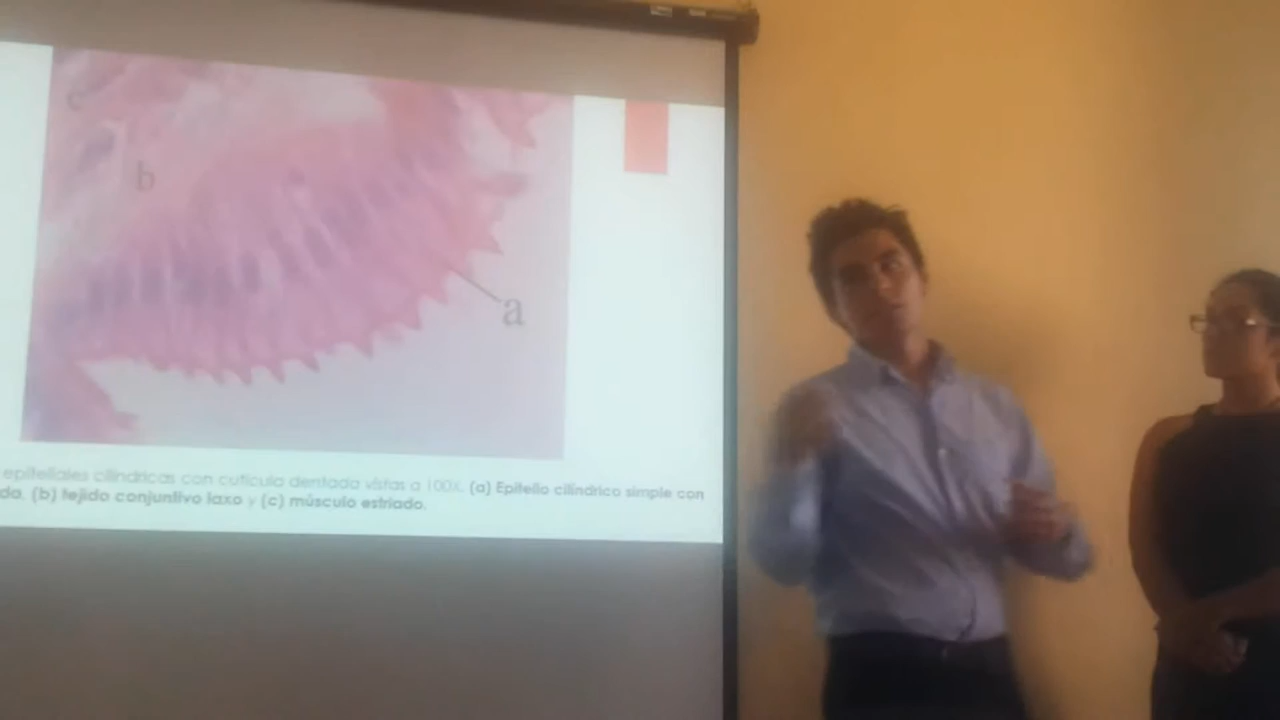 c
b
a
epiteliales cilíndricas con cutícula dentada vistas a 100x. (a) Epitelio cilíndrico simple con
da, (b) tejido conjuntivo laxo y (c) músculo estriado.